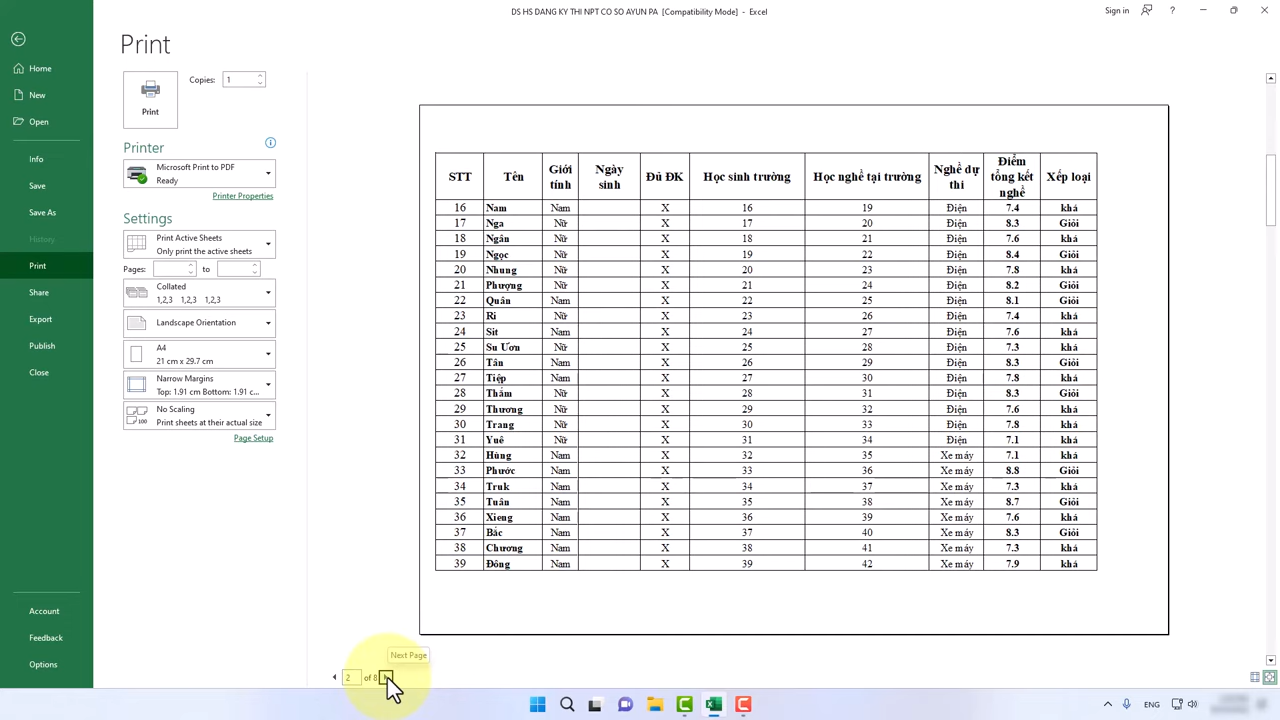 DS HS DANG KY THI NPT CO SO AYUN PA [Compatibility Mode] - Excel
Sign in
?
Print
Home
New
Open
Info
Save
Save As
History
Print
Share
Export
Publish
Close
Account
Feedback
Options
Print
Copies: 1
Printer
Microsoft Print to PDF
Ready
Printer Properties
Settings
Print Active Sheets
Only print the active sheets
Pages: to
Collated
1,2,3 1,2,3 1,2,3
Landscape Orientation
A4
21 cm x 29.7 cm
Narrow Margins
Top: 1.91 cm Bottom: 1.91 c...
No Scaling
Print sheets at their actual size
100
Page Setup
STT Tên Giới tính Ngày sinh Đủ ĐK Học sinh trường Học nghề tại trường Nghề dự thi Điểm tổng kết nghề Xếp loại
16 Nam Nam X 16 19 Điện 7.4 khá
17 Nga Nữ X 17 20 Điện 8.3 Giỏi
18 Ngân Nữ X 18 21 Điện 7.6 khá
19 Ngọc Nữ X 19 22 Điện 8.4 Giỏi
20 Nhung Nữ X 20 23 Điện 7.8 khá
21 Phượng Nữ X 21 24 Điện 8.2 Giỏi
22 Quân Nam X 22 25 Điện 8.1 Giỏi
23 Ri Nữ X 23 26 Điện 7.4 khá
24 Sit Nam X 24 27 Điện 7.6 khá
25 Su Ươn Nữ X 25 28 Điện 7.3 khá
26 Tân Nam X 26 29 Điện 8.3 Giỏi
27 Tiệp Nam X 27 30 Điện 7.8 khá
28 Thắm Nữ X 28 31 Điện 8.3 Giỏi
29 Thương Nữ X 29 32 Điện 7.6 khá
30 Trang Nữ X 30 33 Điện 7.8 khá
31 Yuê Nữ X 31 34 Điện 7.1 khá
32 Hùng Nam X 32 35 Xe máy 7.1 khá
33 Phước Nam X 33 36 Xe máy 8.8 Giỏi
34 Truk Nam X 34 37 Xe máy 7.3 khá
35 Tuấn Nam X 35 38 Xe máy 8.7 Giỏi
36 Xieng Nam X 36 39 Xe máy 7.6 khá
37 Bắc Nam X 37 40 Xe máy 8.3 Giỏi
38 Chương Nam X 38 41 Xe máy 7.3 khá
39 Đông Nam X 39 42 Xe máy 7.9 khá
Next Page
2 of 8
ENG